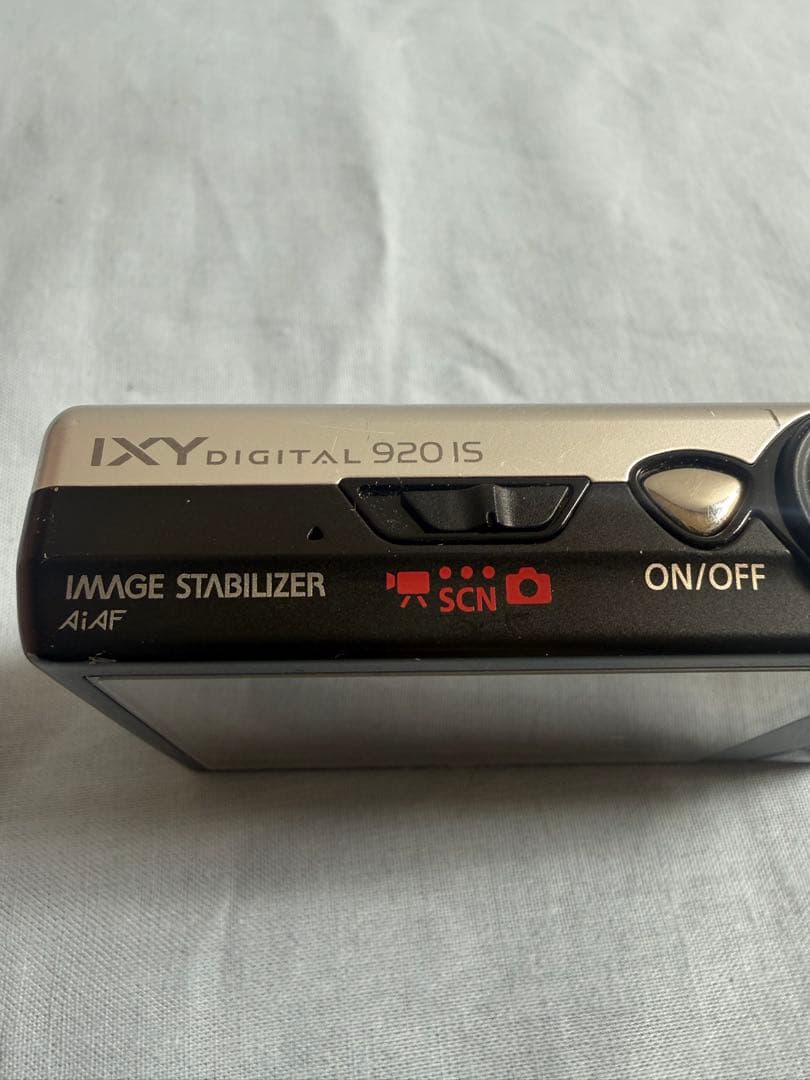 IXY DIGITAL 920 IS
IMAGE STABILIZER
AiAF
SCN
ON/OFF